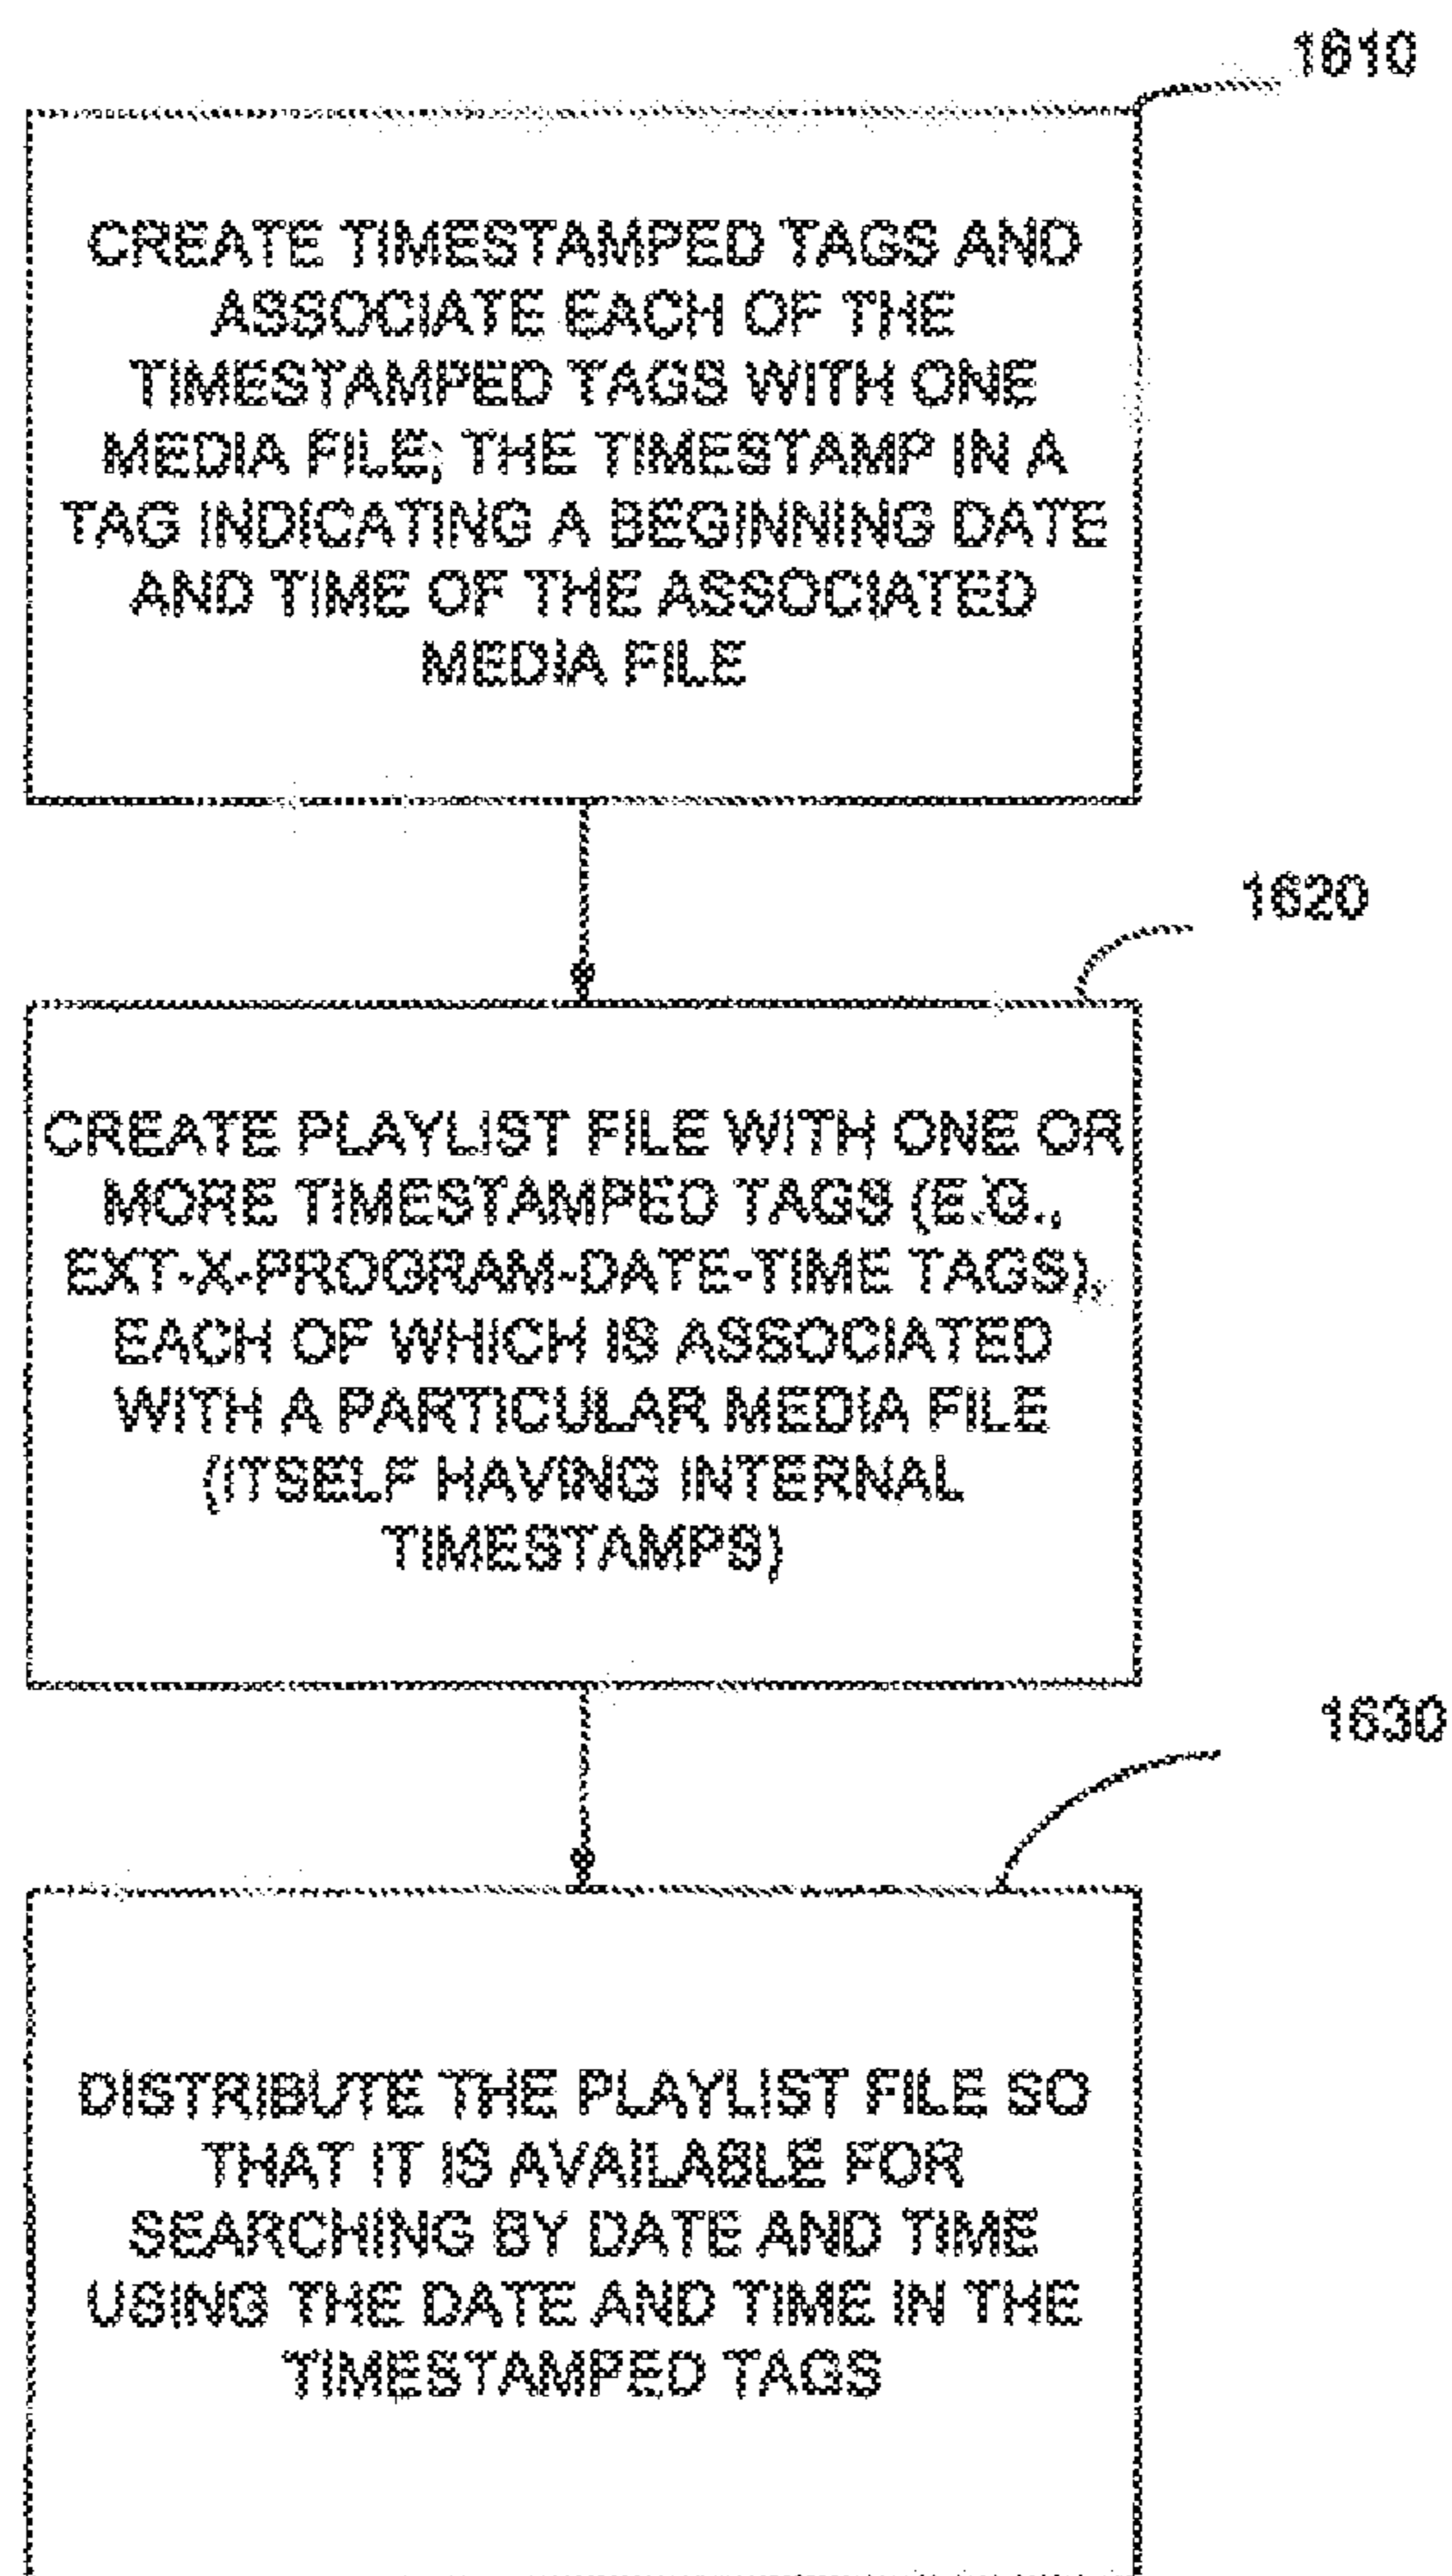 1610
CREATE TIMESTAMPED TAGS AND
ASSOCIATE EACH OF THE
TIMESTAMPED TAGS WITH ONE
MEDIA FILE; THE TIMESTAMP IN A
TAG INDICATING A BEGINNING DATE
AND TIME OF THE ASSOCIATED
MEDIA FILE
1620
CREATE PLAYLIST FILE WITH ONE OR
MORE TIMESTAMPED TAGS (E.G.,
EXT-X-PROGRAM-DATE-TIME TAGS),
EACH OF WHICH IS ASSOCIATED
WITH A PARTICULAR MEDIA FILE
(ITSELF HAVING INTERNAL
TIMESTAMPS)
1630
DISTRIBUTE THE PLAYLIST FILE SO
THAT IT IS AVAILABLE FOR
SEARCHING BY DATE AND TIME
USING THE DATE AND TIME IN THE
TIMESTAMPED TAGS